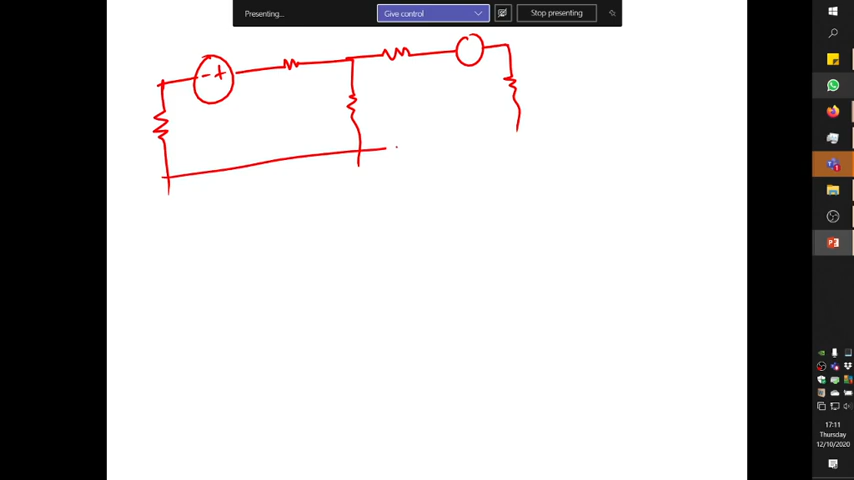 Presenting...
Give control
Stop presenting
- +
17:11
Thursday
12/10/2020